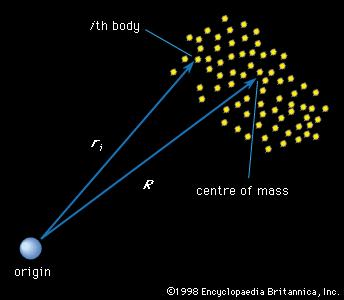 ith body
ri
R
centre of mass
origin
©1998 Encyclopaedia Britannica, Inc.